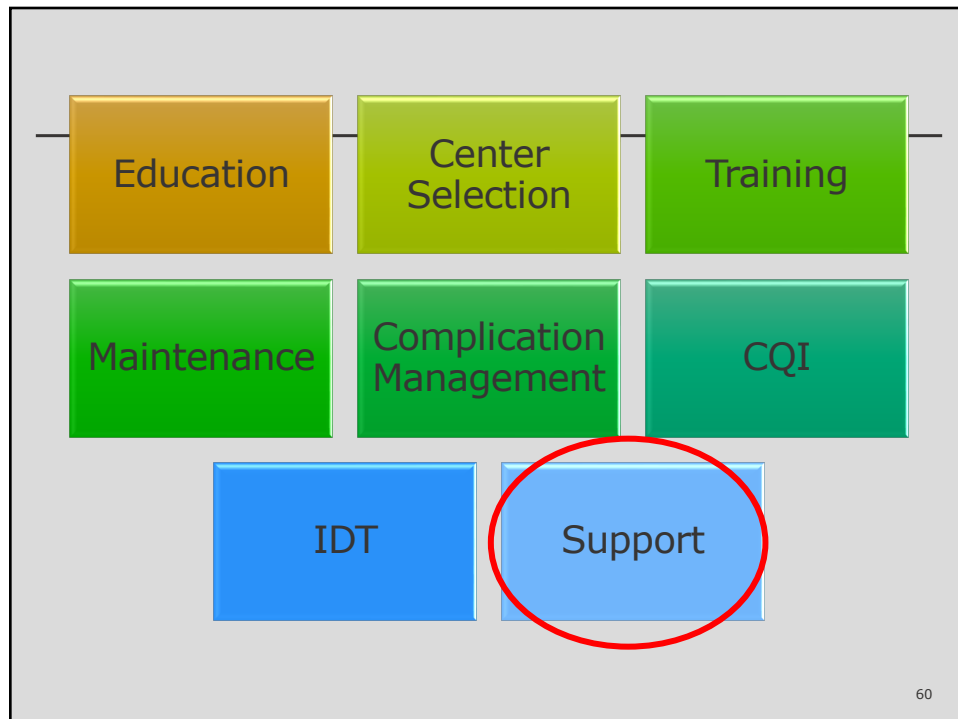 Education
Center
Selection
Training
Maintenance
Complication
Management
CQI
IDT
Support
60